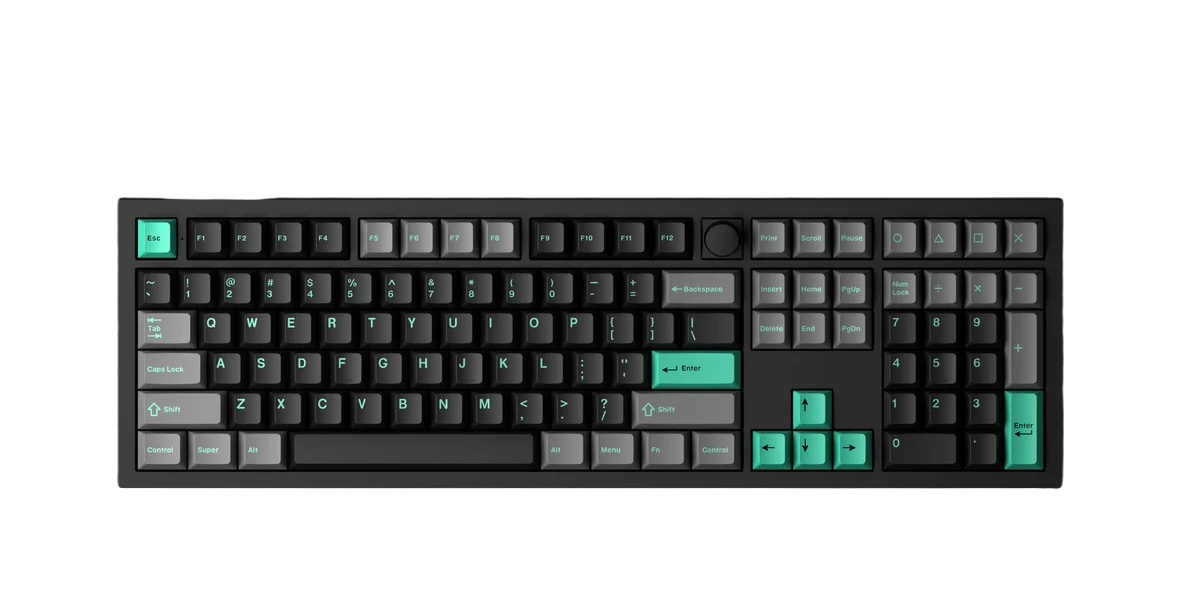 Esc F1 F2 F3 F4 F5 F6 F7 F8 F9 F10 F11 F12 Print Scroll Pause ○ △ □ ×
~ ! @ # $ % ^ & * ( ) — + ← Backspace Insert Home PgUp Num ÷ × −
` 1 2 3 4 5 6 7 8 9 0 - = Lock
Tab Q W E R T Y U I O P { } | Delete End PgDn 7 8 9 +
[ ] \
Caps Lock A S D F G H J K L : " Enter 4 5 6
; '
Shift Z X C V B N M < > ? Shift ↑ 1 2 3 Enter
, . /
Control Super Alt Alt Menu Fn Control ← ↓ → 0 .